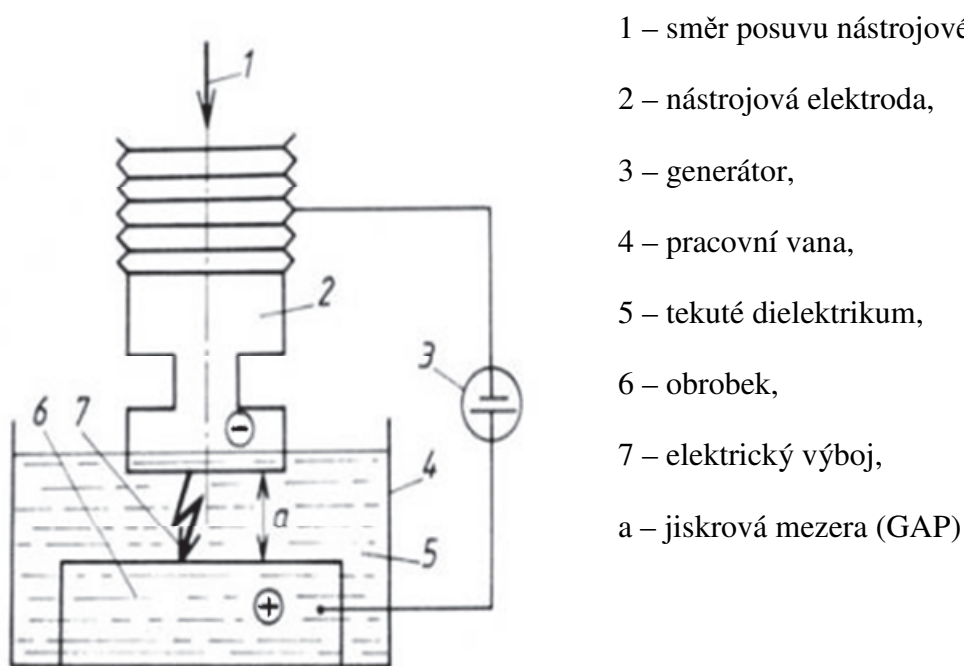 1 – směr posuvu nástrojové
2 – nástrojová elektroda,
3 – generátor,
4 – pracovní vana,
5 – tekuté dielektrikum,
6 – obrobek,
7 – elektrický výboj,
a – jiskrová mezera (GAP)
1
2
3
6 7
4
a
5